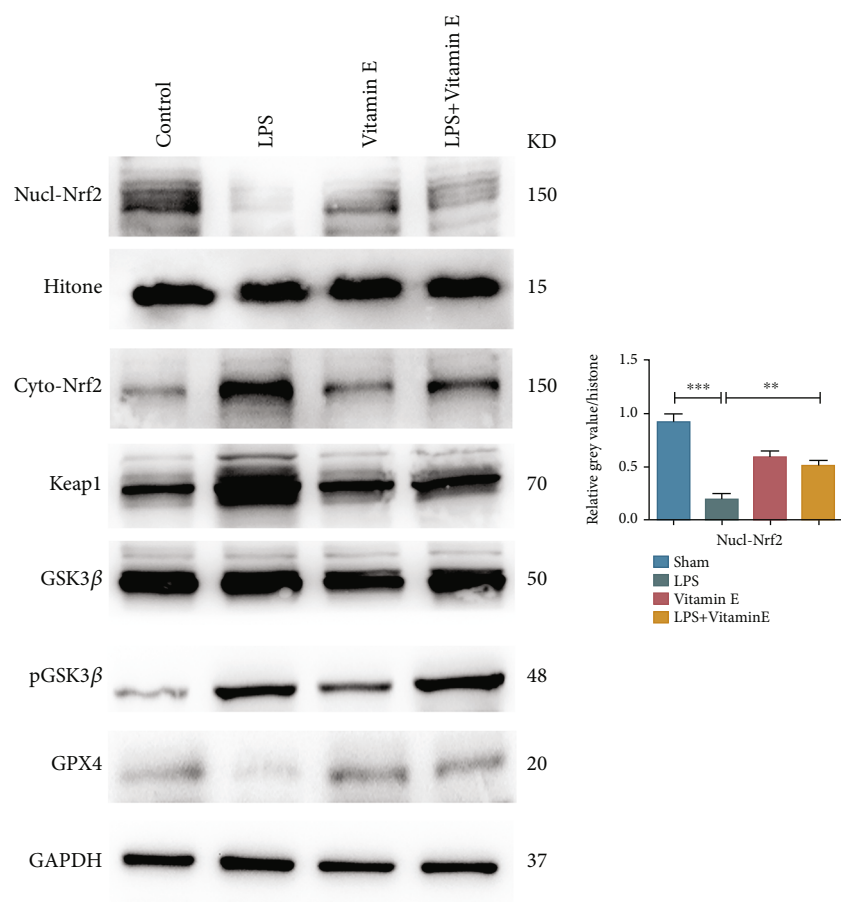 Control
LPS
Vitamin E
LPS+Vitamin E
KD
Nucl-Nrf2
150
Hitone
15
Cyto-Nrf2
150
Keap1
70
GSK3β
50
pGSK3β
48
GPX4
20
GAPDH
37
Relative grey value/histone
1.5
1.0
0.5
0.0
***
**
Nucl-Nrf2
Sham
LPS
Vitamin E
LPS+VitaminE